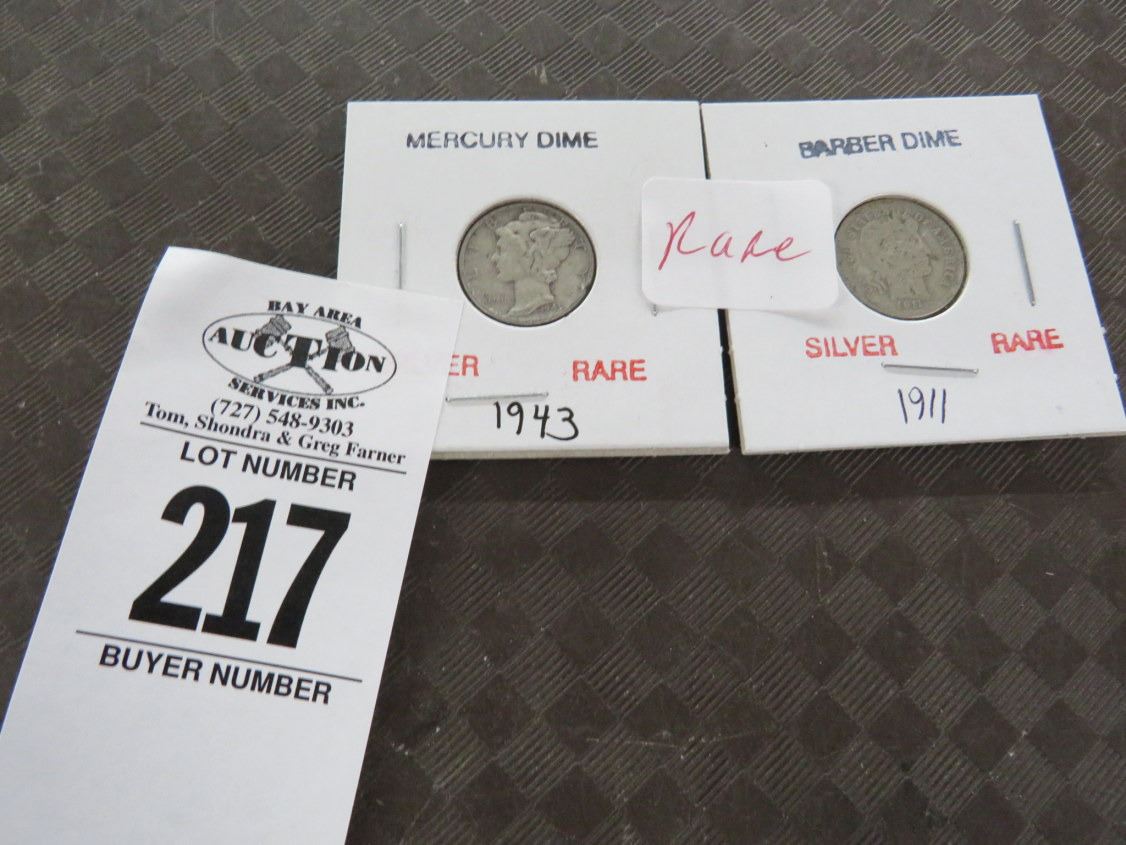 MERCURY DIME
ER RARE
1943
Rare
BARBER DIME
SILVER RARE
1911
BAY AREA
AUCTION
SERVICES INC.
(727) 548-9303
Tom, Shondra & Greg Farner
LOT NUMBER
217
BUYER NUMBER